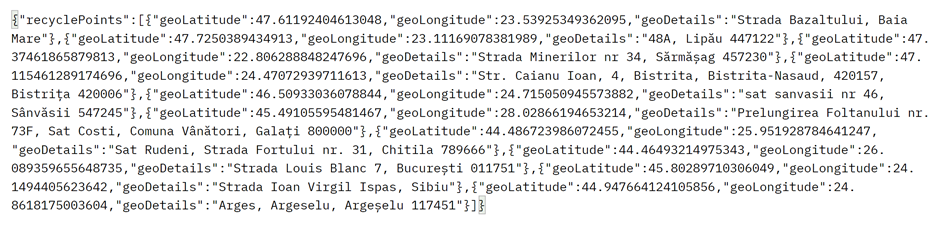 {"recyclePoints":[{"geoLatitude":47.61192404613048,"geoLongitude":23.53925349362095,"geoDetails":"Strada Bazaltului, Baia
Mare"},{"geoLatitude":47.7250389434913,"geoLongitude":23.11169078381989,"geoDetails":"48A, Lipău 447122"},{"geoLatitude":47.
37461865879813,"geoLongitude":22.806288848247696,"geoDetails":"Strada Minerilor nr 34, Sărmășag 457230"},{"geoLatitude":47.
115461289174696,"geoLongitude":24.47072939711613,"geoDetails":"Str. Caianu Ioan, 4, Bistrita, Bistrita-Nasaud, 420157,
Bistrița 420006"},{"geoLatitude":46.50933036078844,"geoLongitude":24.715050945573882,"geoDetails":"sat sanvasii nr 46,
Sânvăsii 547245"},{"geoLatitude":45.49105595481467,"geoLongitude":28.02866194653214,"geoDetails":"Prelungirea Foltanului nr.
73F, Sat Costi, Comuna Vânători, Galați 800000"},{"geoLatitude":44.486723986072455,"geoLongitude":25.951928784641247,
"geoDetails":"Sat Rudeni, Strada Fortului nr. 31, Chitila 789666"},{"geoLatitude":44.46493214975343,"geoLongitude":26.
089359655648735,"geoDetails":"Strada Louis Blanc 7, București 011751"},{"geoLatitude":45.80289710306049,"geoLongitude":24.
1494405623642,"geoDetails":"Strada Ioan Virgil Ispas, Sibiu"},{"geoLatitude":44.947664124105856,"geoLongitude":24.
8618175003604,"geoDetails":"Arges, Argeselu, Argeșelu 117451"}]}